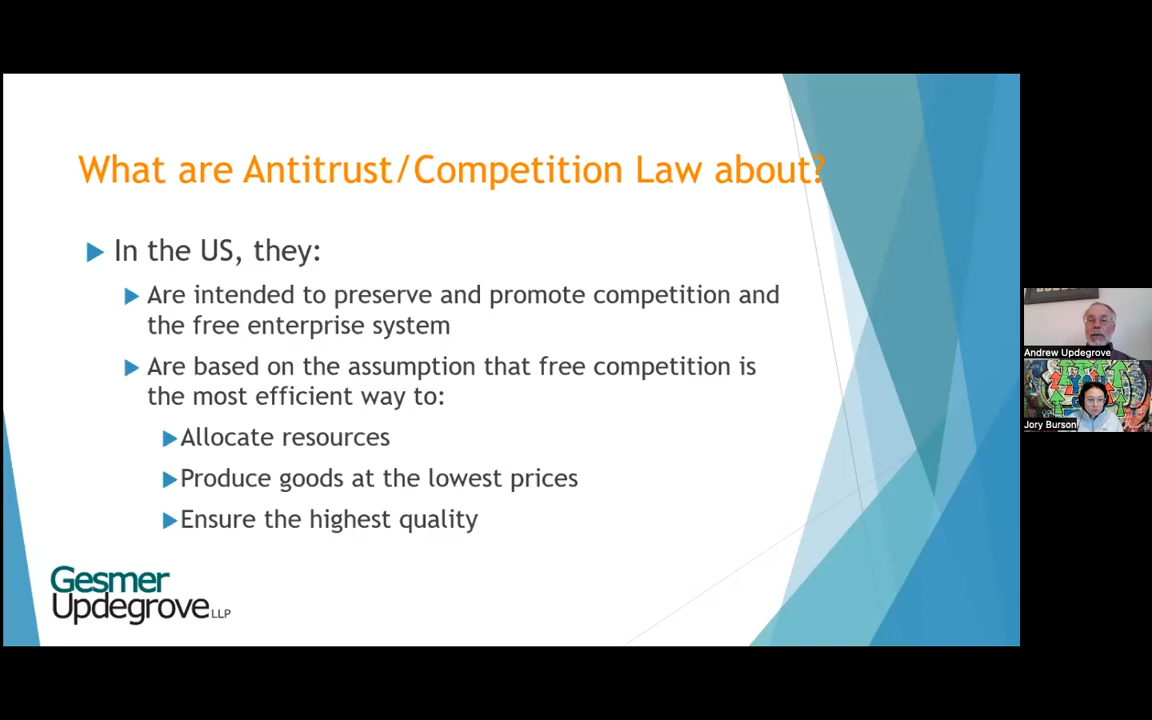 What are Antitrust/Competition Law about?
In the US, they:
Are intended to preserve and promote competition and
the free enterprise system
Are based on the assumption that free competition is
the most efficient way to:
Allocate resources
Produce goods at the lowest prices
Ensure the highest quality
Gesmer
Updegrove LLP
Andrew Updegrove
Jory Burson